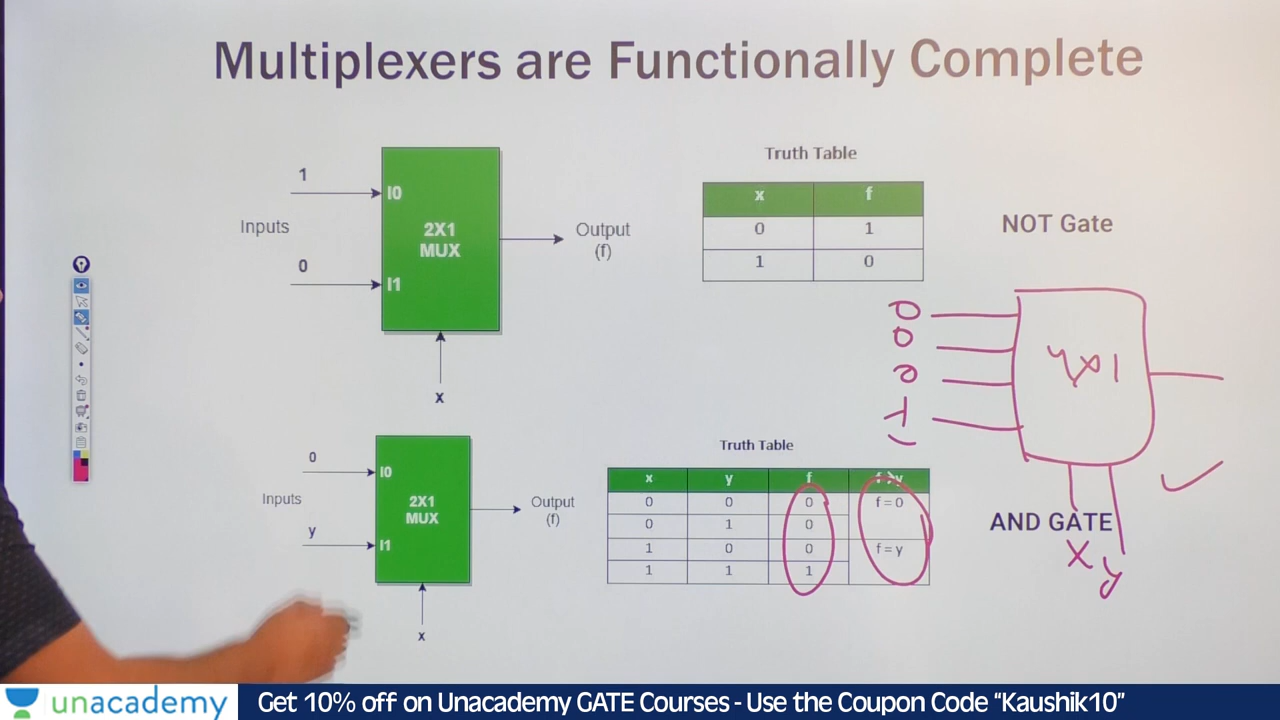 Multiplexers are Functionally Complete
Truth Table
1
I0
x f
Inputs
2X1
MUX
Output
(f)
0 1
NOT Gate
0
I1
1 0
x
0
0
1
x y
Truth Table
0
I0
x y f
Inputs
2X1
MUX
Output
(f)
0 0 0 f = 0
0 1 0
y
I1
1 0 0 f = y
1 1 1
AND GATE
x
unacademy
Get 10% off on Unacademy GATE Courses - Use the Coupon Code “Kaushik10”